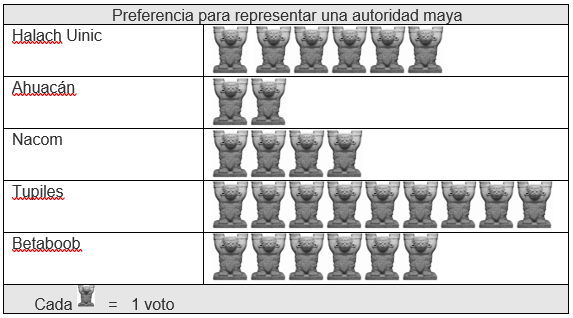 Preferencia para representar una autoridad maya
Halach Uinic
Ahuacán
Nacom
Tupiles
Betaboob
Cada = 1 voto